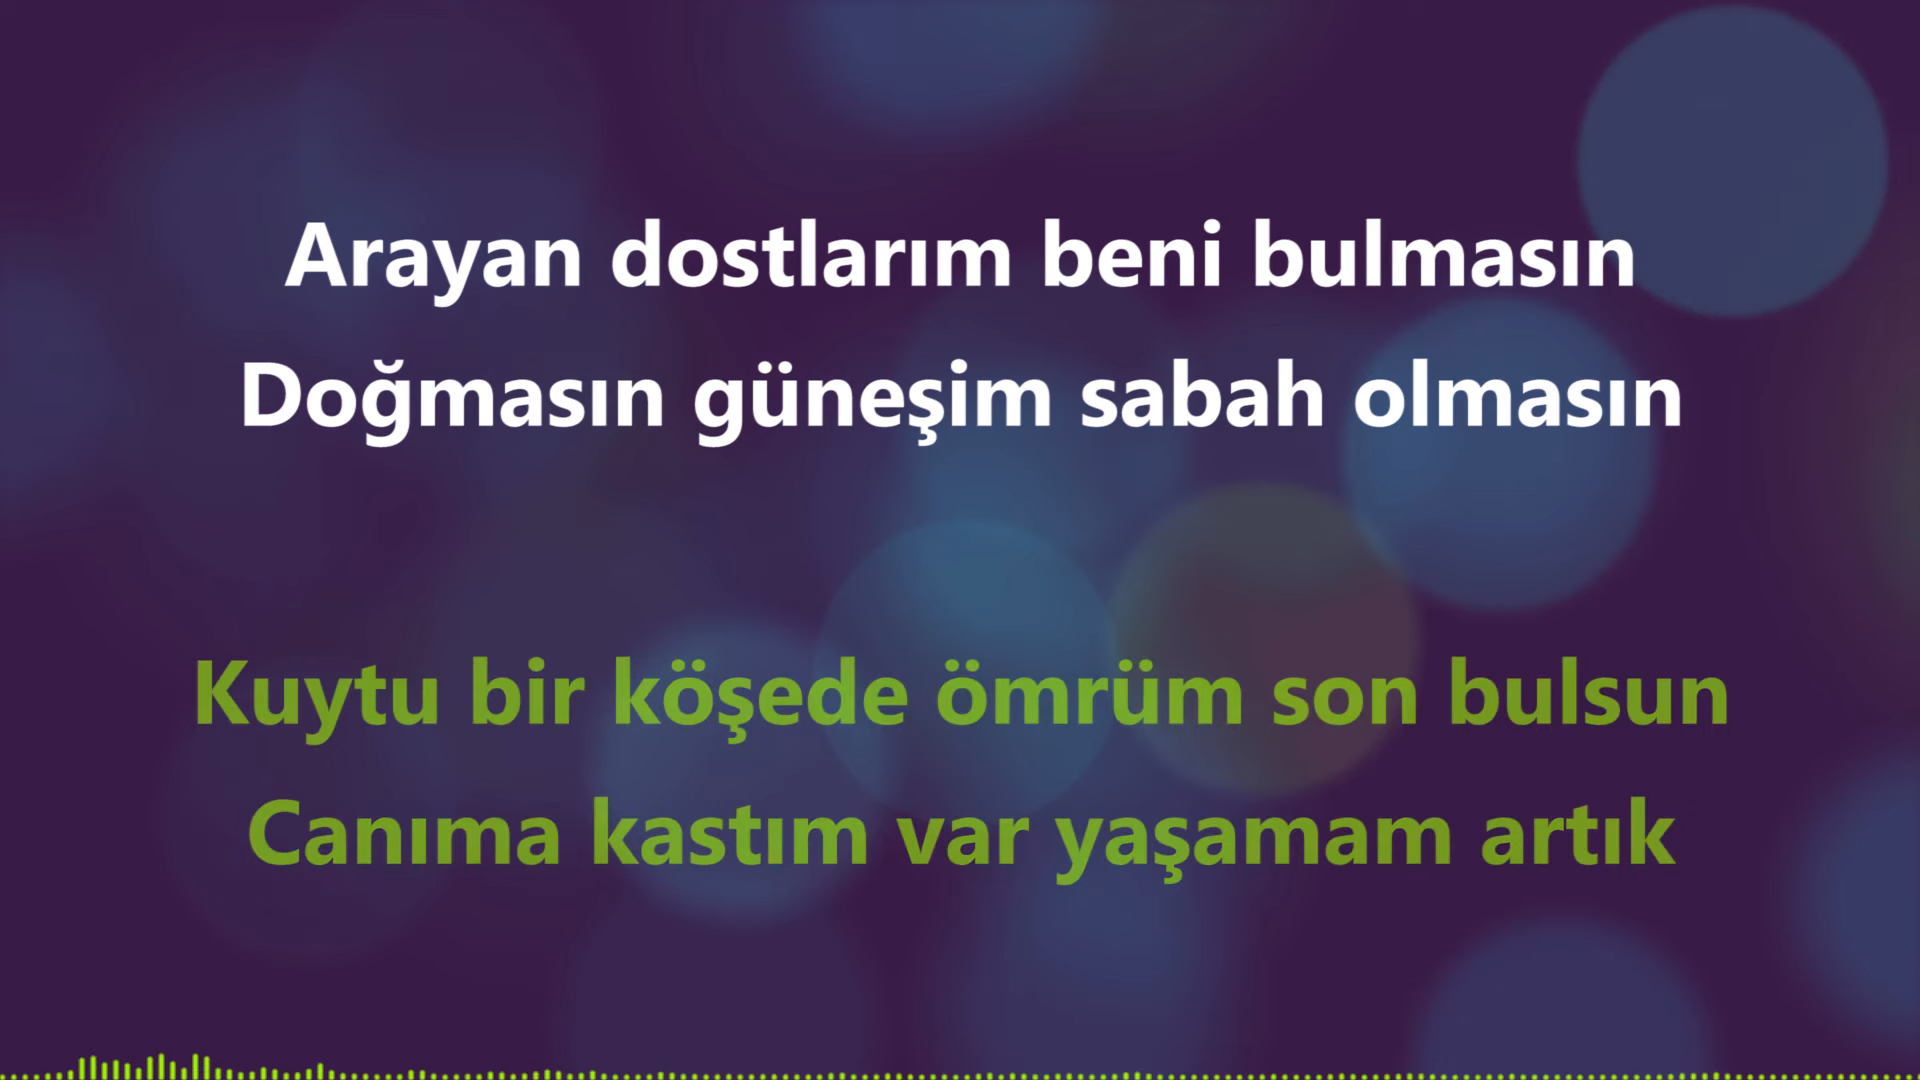 Arayan dostlarım beni bulmasın
Doğmasın güneşim sabah olmasın
Kuytu bir köşede ömrüm son bulsun
Canıma kastım var yaşamam artık